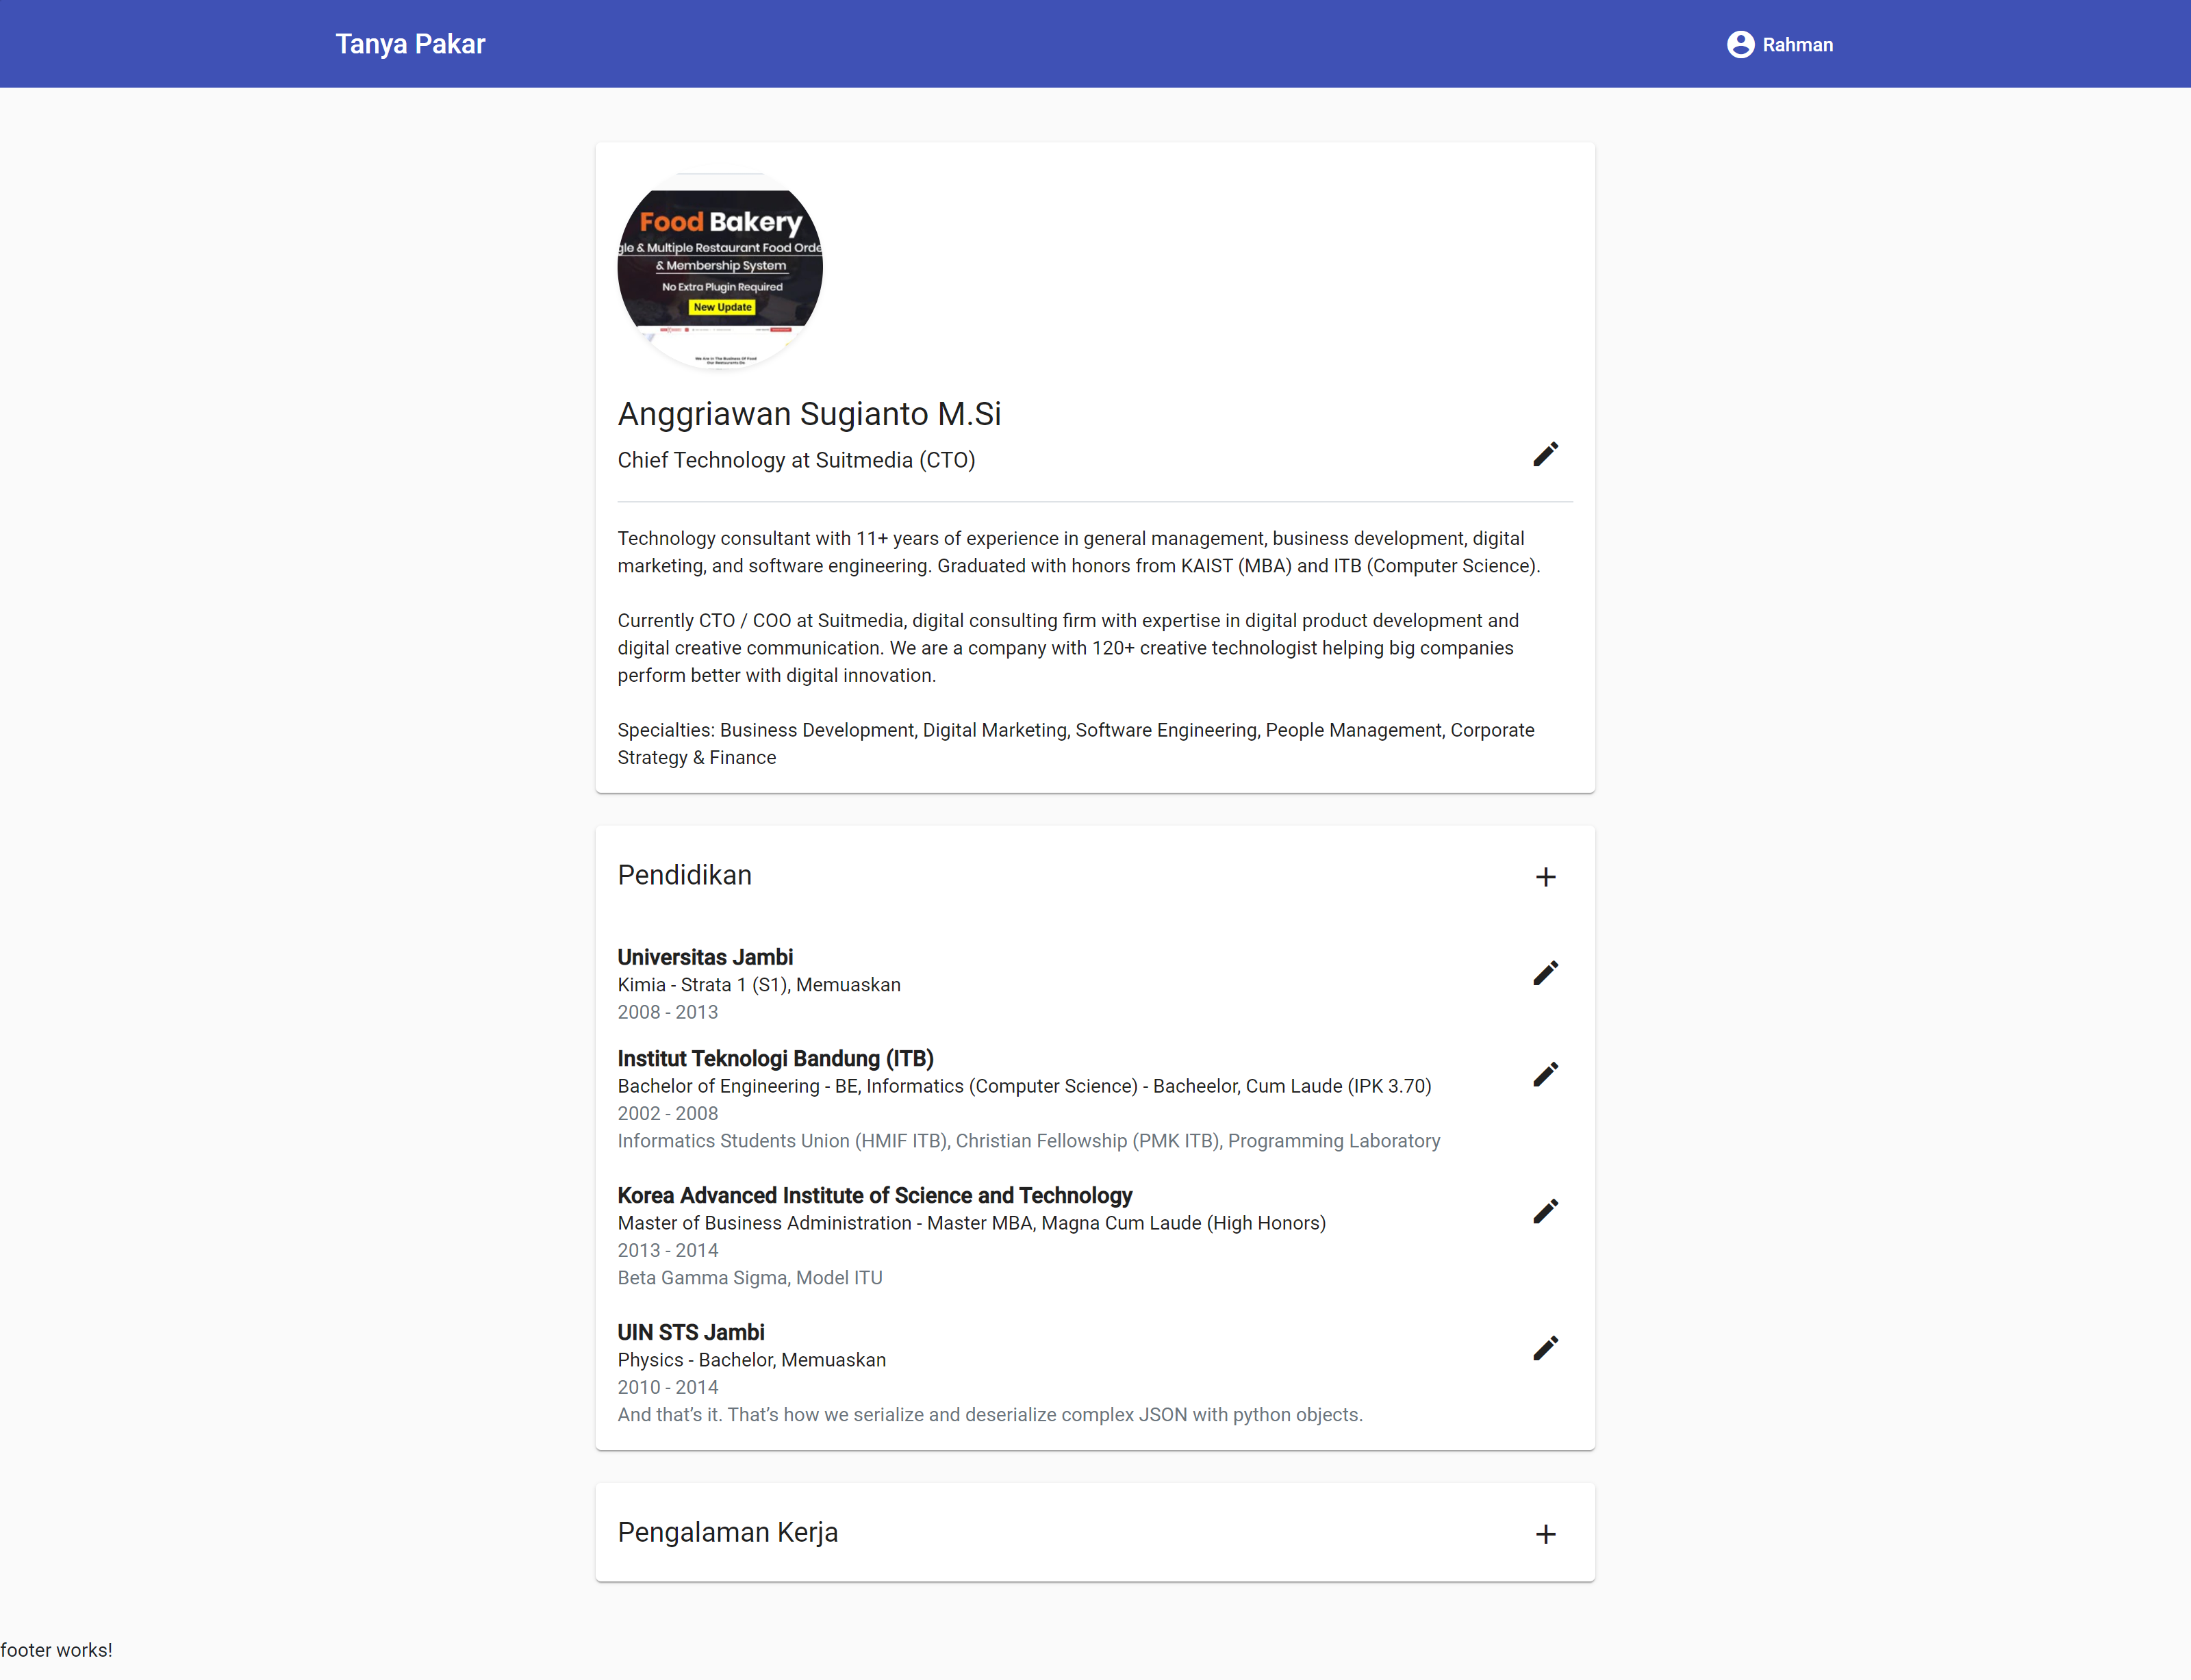 Tanya Pakar
Rahman
Food Bakery
gle & Multiple Restaurant Food Orde
& Membership System
No Extra Plugin Required
New Update
We Are In The Business Of Food
Anggriawan Sugianto M.Si
Chief Technology at Suitmedia (CTO)
Technology consultant with 11+ years of experience in general management, business development, digital
marketing, and software engineering. Graduated with honors from KAIST (MBA) and ITB (Computer Science).
Currently CTO / COO at Suitmedia, digital consulting firm with expertise in digital product development and
digital creative communication. We are a company with 120+ creative technologist helping big companies
perform better with digital innovation.
Specialties: Business Development, Digital Marketing, Software Engineering, People Management, Corporate
Strategy & Finance
Pendidikan
Universitas Jambi
Kimia - Strata 1 (S1), Memuaskan
2008 - 2013
Institut Teknologi Bandung (ITB)
Bachelor of Engineering - BE, Informatics (Computer Science) - Bacheelor, Cum Laude (IPK 3.70)
2002 - 2008
Informatics Students Union (HMIF ITB), Christian Fellowship (PMK ITB), Programming Laboratory
Korea Advanced Institute of Science and Technology
Master of Business Administration - Master MBA, Magna Cum Laude (High Honors)
2013 - 2014
Beta Gamma Sigma, Model ITU
UIN STS Jambi
Physics - Bachelor, Memuaskan
2010 - 2014
And that’s it. That’s how we serialize and deserialize complex JSON with python objects.
Pengalaman Kerja
footer works!